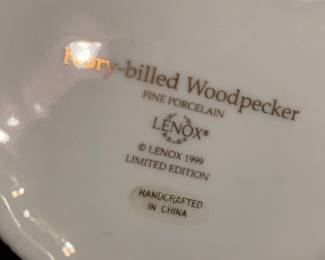 Ivory-billed Woodpecker
FINE PORCELAIN
LENOX®
© LENOX 1999
LIMITED EDITION
HANDCRAFTED
IN CHINA